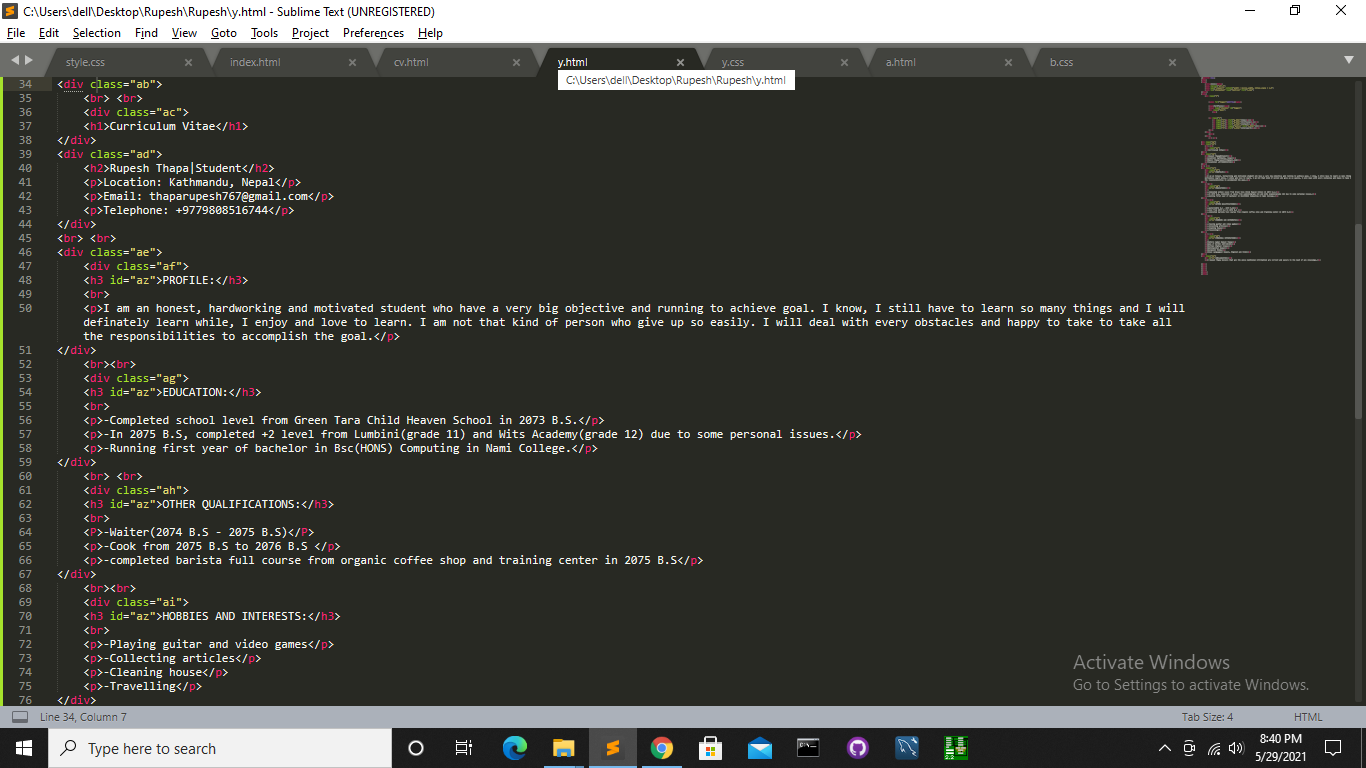 C:\Users\dell\Desktop\Rupesh\Rupesh\y.html - Sublime Text (UNREGISTERED)
File Edit Selection Find View Goto Tools Project Preferences Help
style.css index.html cv.html y.html y.css a.html b.css
C:\Users\dell\Desktop\Rupesh\Rupesh\y.html
34 <div class="ab">
35 <br> <br>
36 <div class="ac">
37 <h1>Curriculum Vitae</h1>
38 </div>
39 <div class="ad">
40 <h2>Rupesh Thapa|Student</h2>
41 <p>Location: Kathmandu, Nepal</p>
42 <p>Email: thaparupesh767@gmail.com</p>
43 <p>Telephone: +9779808516744</p>
44 </div>
45 <br> <br>
46 <div class="ae">
47 <div class="af">
48 <h3 id="az">PROFILE:</h3>
49 <br>
50 <p>I am an honest, hardworking and motivated student who have a very big objective and running to achieve goal. I know, I still have to learn so many things and I will
definately learn while, I enjoy and love to learn. I am not that kind of person who give up so easily. I will deal with every obstacles and happy to take to take all
the responsibilities to accomplish the goal.</p>
51 </div>
52 <br><br>
53 <div class="ag">
54 <h3 id="az">EDUCATION:</h3>
55 <br>
56 <p>-Completed school level from Green Tara Child Heaven School in 2073 B.S.</p>
57 <p>-In 2075 B.S, completed +2 level from Lumbini(grade 11) and Wits Academy(grade 12) due to some personal issues.</p>
58 <p>-Running first year of bachelor in Bsc(HONS) Computing in Nami College.</p>
59 </div>
60 <br> <br>
61 <div class="ah">
62 <h3 id="az">OTHER QUALIFICATIONS:</h3>
63 <br>
64 <P>-Waiter(2074 B.S - 2075 B.S)</P>
65 <p>-Cook from 2075 B.S to 2076 B.S </p>
66 <p>-completed barista full course from organic coffee shop and training center in 2075 B.S</p>
67 </div>
68 <br><br>
69 <div class="ai">
70 <h3 id="az">HOBBIES AND INTERESTS:</h3>
71 <br>
72 <p>-Playing guitar and video games</p>
73 <p>-Collecting articles</p>
74 <p>-Cleaning house</p>
75 <p>-Travelling</p>
76 </div>
Activate Windows
Go to Settings to activate Windows.
Line 34, Column 7 Tab Size: 4 HTML
Type here to search
8:40 PM
5/29/2021